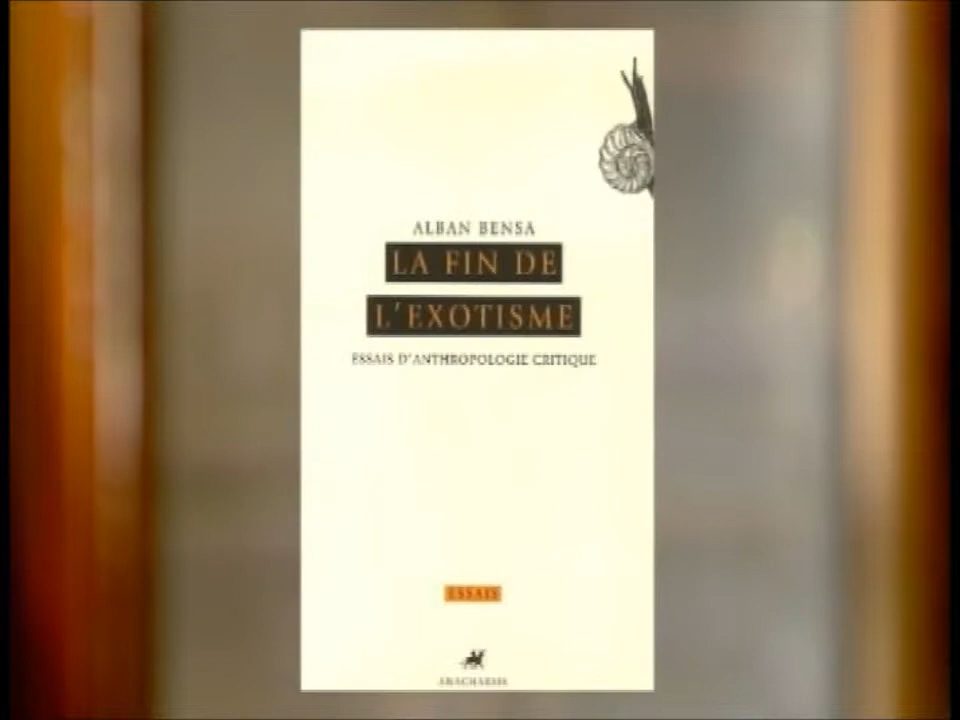 ALBAN BENSA
LA FIN DE
L'EXOTISME
ESSAIS D'ANTHROPOLOGIE CRITIQUE
ESSAIS
ANACHARSIS